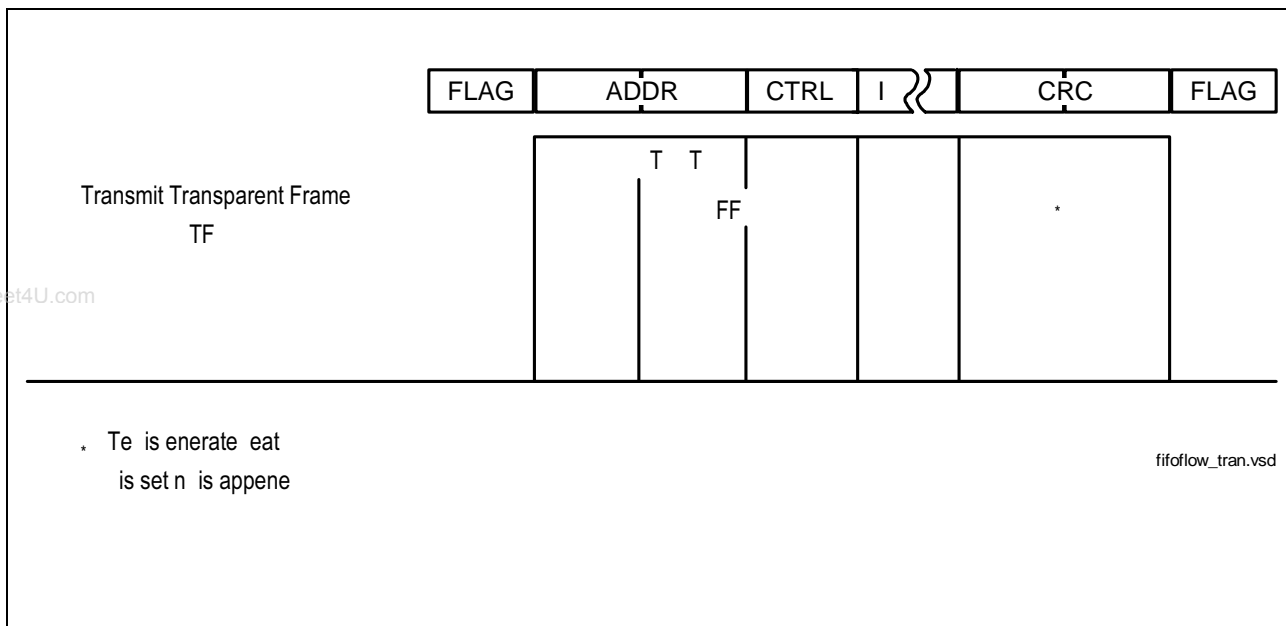 FLAG ADDR CTRL I CRC FLAG
T T
Transmit Transparent Frame
FF *
TF
eet4U.com
* Te is enerate eat
is set n is appene
fifoflow_tran.vsd